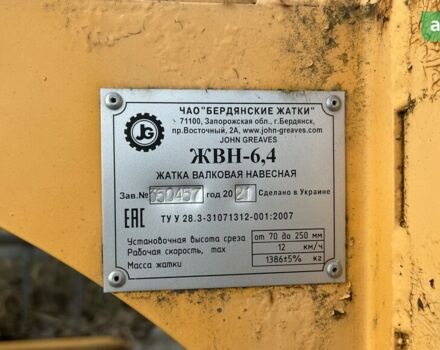 ЧАО "БЕРДЯНСКИЕ ЖАТКИ"
71100, Запорожская обл., г.Бердянск,
пр.Восточный, 2А, www.john-greaves.com
JOHN GREAVES
JG
ЖВН-6,4
ЖАТКА ВАЛКОВАЯ НАВЕСНАЯ
Зав.№ 050457 год 2021 Сделано в Украине
EAC ТУ У 28.3-31071312-001:2007
Установочная высота среза от 70 до 250 мм
Рабочая скорость, max 12 км/ч
Масса жатки 1386±5% кг